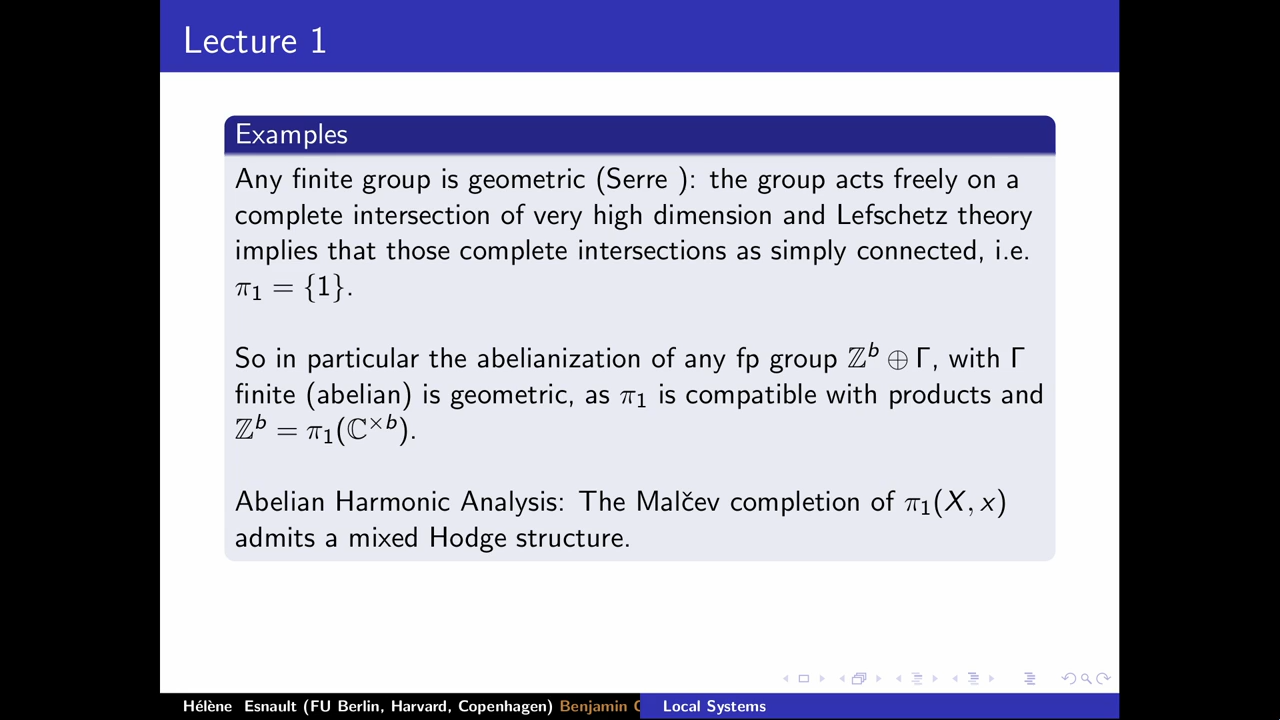 Lecture 1
Examples
Any finite group is geometric (Serre ): the group acts freely on a
complete intersection of very high dimension and Lefschetz theory
implies that those complete intersections as simply connected, i.e.
π₁ = {1}.
So in particular the abelianization of any fp group ℤᵇ ⊕ Γ, with Γ
finite (abelian) is geometric, as π₁ is compatible with products and
ℤᵇ = π₁(ℂ^{×b}).
Abelian Harmonic Analysis: The Malčev completion of π₁(X, x)
admits a mixed Hodge structure.
Hélène Esnault (FU Berlin, Harvard, Copenhagen) Benjamin
Local Systems